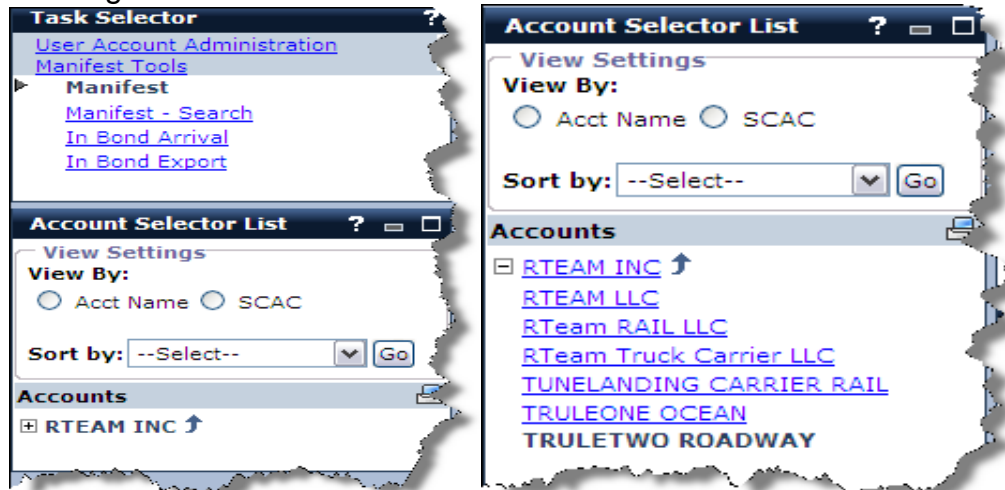 Task Selector ?
User Account Administration
Manifest Tools
Manifest
Manifest - Search
In Bond Arrival
In Bond Export
Account Selector List ?
View Settings
View By:
Acct Name SCAC
Sort by: --Select-- Go
Accounts
RTEAM INC
Account Selector List ?
View Settings
View By:
Acct Name SCAC
Sort by: --Select-- Go
Accounts
RTEAM INC
RTEAM LLC
RTeam RAIL LLC
RTeam Truck Carrier LLC
TUNELANDING CARRIER RAIL
TRULEONE OCEAN
TRULETWO ROADWAY